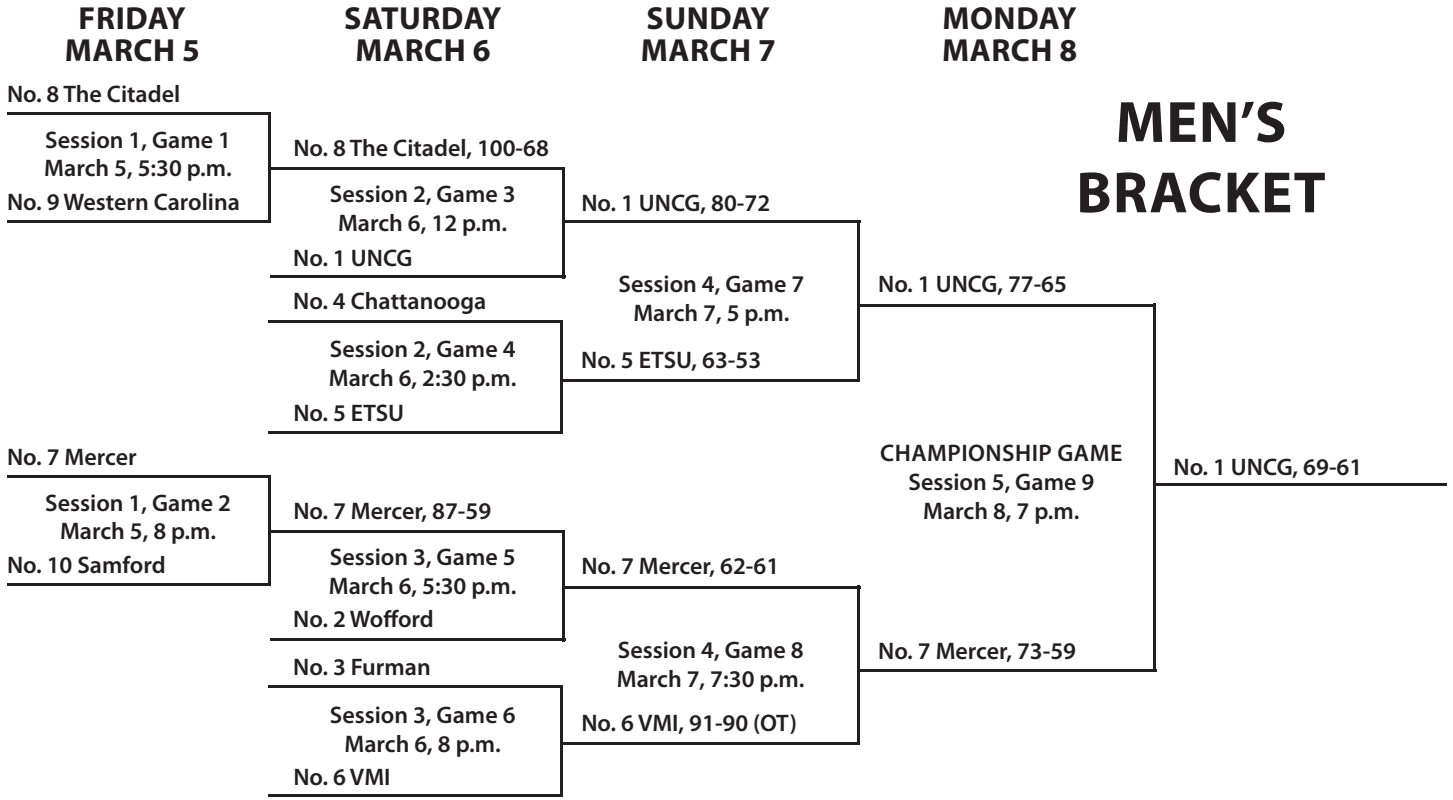 FRIDAY
MARCH 5
SATURDAY
MARCH 6
SUNDAY
MARCH 7
MONDAY
MARCH 8
MEN’S
BRACKET
No. 8 The Citadel
Session 1, Game 1
March 5, 5:30 p.m.
No. 9 Western Carolina
No. 7 Mercer
Session 1, Game 2
March 5, 8 p.m.
No. 10 Samford
No. 8 The Citadel, 100-68
Session 2, Game 3
March 6, 12 p.m.
No. 1 UNCG
No. 4 Chattanooga
Session 2, Game 4
March 6, 2:30 p.m.
No. 5 ETSU
No. 7 Mercer, 87-59
Session 3, Game 5
March 6, 5:30 p.m.
No. 2 Wofford
No. 3 Furman
Session 3, Game 6
March 6, 8 p.m.
No. 6 VMI
No. 1 UNCG, 80-72
Session 4, Game 7
March 7, 5 p.m.
No. 5 ETSU, 63-53
No. 7 Mercer, 62-61
Session 4, Game 8
March 7, 7:30 p.m.
No. 6 VMI, 91-90 (OT)
No. 1 UNCG, 77-65
CHAMPIONSHIP GAME
Session 5, Game 9
March 8, 7 p.m.
No. 7 Mercer, 73-59
No. 1 UNCG, 69-61